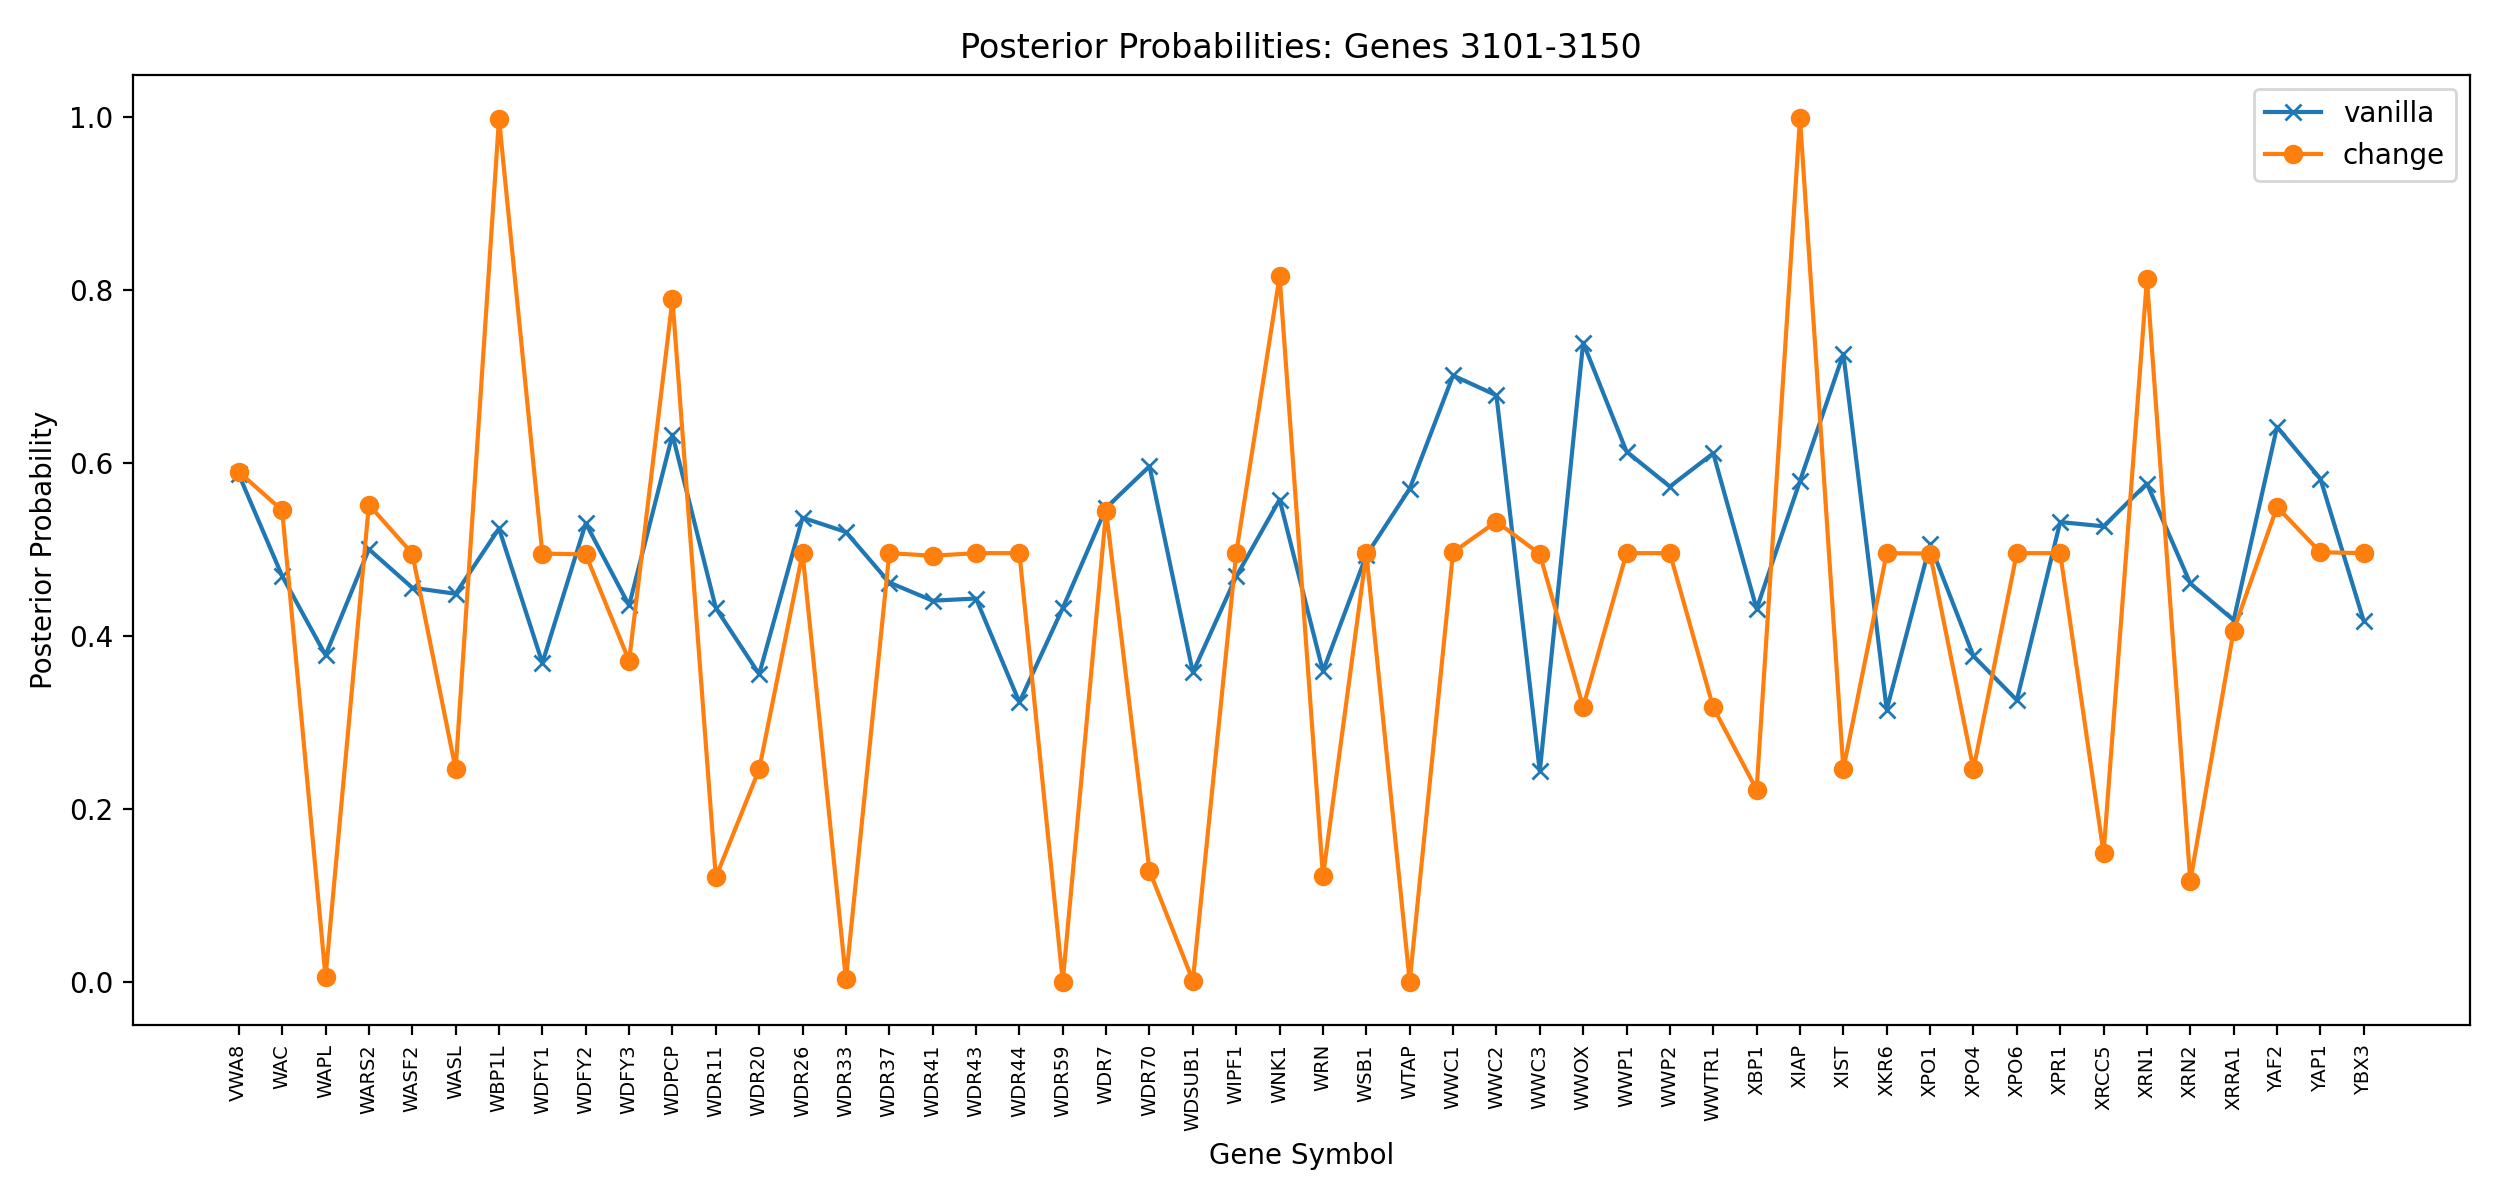 Posterior Probabilities: Genes 3101-3150
vanilla
change
Posterior Probability
1.0
0.8
0.6
0.4
0.2
0.0
VWA8
WAC
WAPL
WARS2
WASF2
WASL
WBP1L
WDFY1
WDFY2
WDFY3
WDPCP
WDR11
WDR20
WDR26
WDR33
WDR37
WDR41
WDR43
WDR44
WDR59
WDR7
WDR70
WDSUB1
WIPF1
WNK1
WRN
WSB1
WTAP
WWC1
WWC2
WWC3
WWOX
WWP1
WWP2
WWTR1
XBP1
XIAP
XIST
XKR6
XPO1
XPO4
XPO6
XPR1
XRCC5
XRN1
XRN2
XRRA1
YAF2
YAP1
YBX3
Gene Symbol